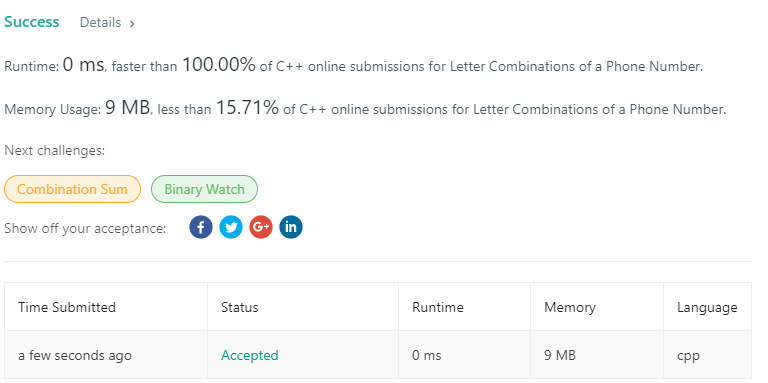 Success Details ›
Runtime: 0 ms, faster than 100.00% of C++ online submissions for Letter Combinations of a Phone Number.
Memory Usage: 9 MB, less than 15.71% of C++ online submissions for Letter Combinations of a Phone Number.
Next challenges:
Combination Sum Binary Watch
Show off your acceptance: f G+ in
Time Submitted Status Runtime Memory Language
a few seconds ago Accepted 0 ms 9 MB cpp